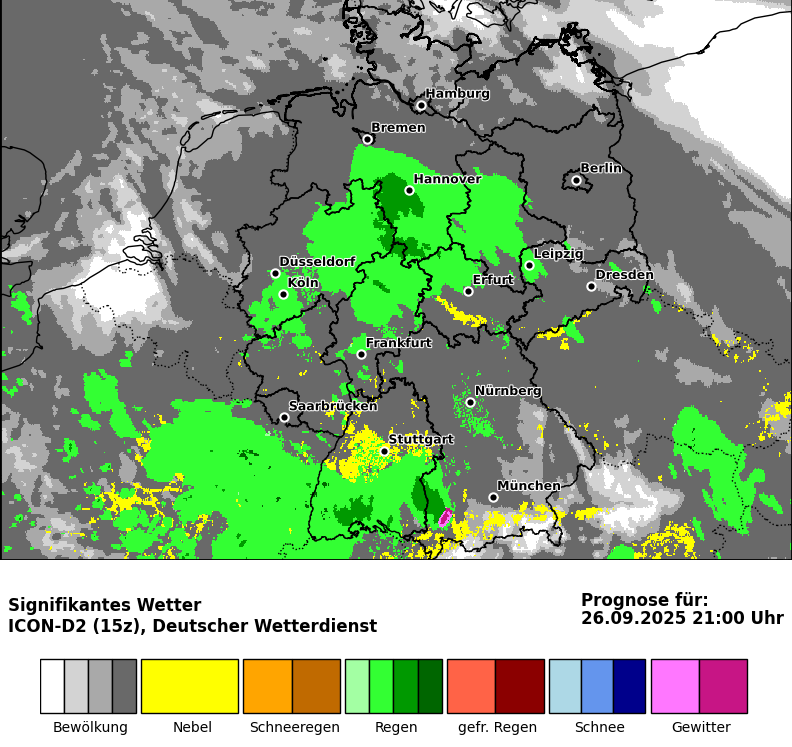 Hamburg
Bremen
Berlin
Hannover
Leipzig
Düsseldorf
Dresden
Köln
Erfurt
Frankfurt
Nürnberg
Saarbrücken
Stuttgart
München
Signifikantes Wetter
ICON-D2 (15z), Deutscher Wetterdienst
Prognose für:
26.09.2025 21:00 Uhr
Bewölkung
Nebel
Schneeregen
Regen
gefr. Regen
Schnee
Gewitter